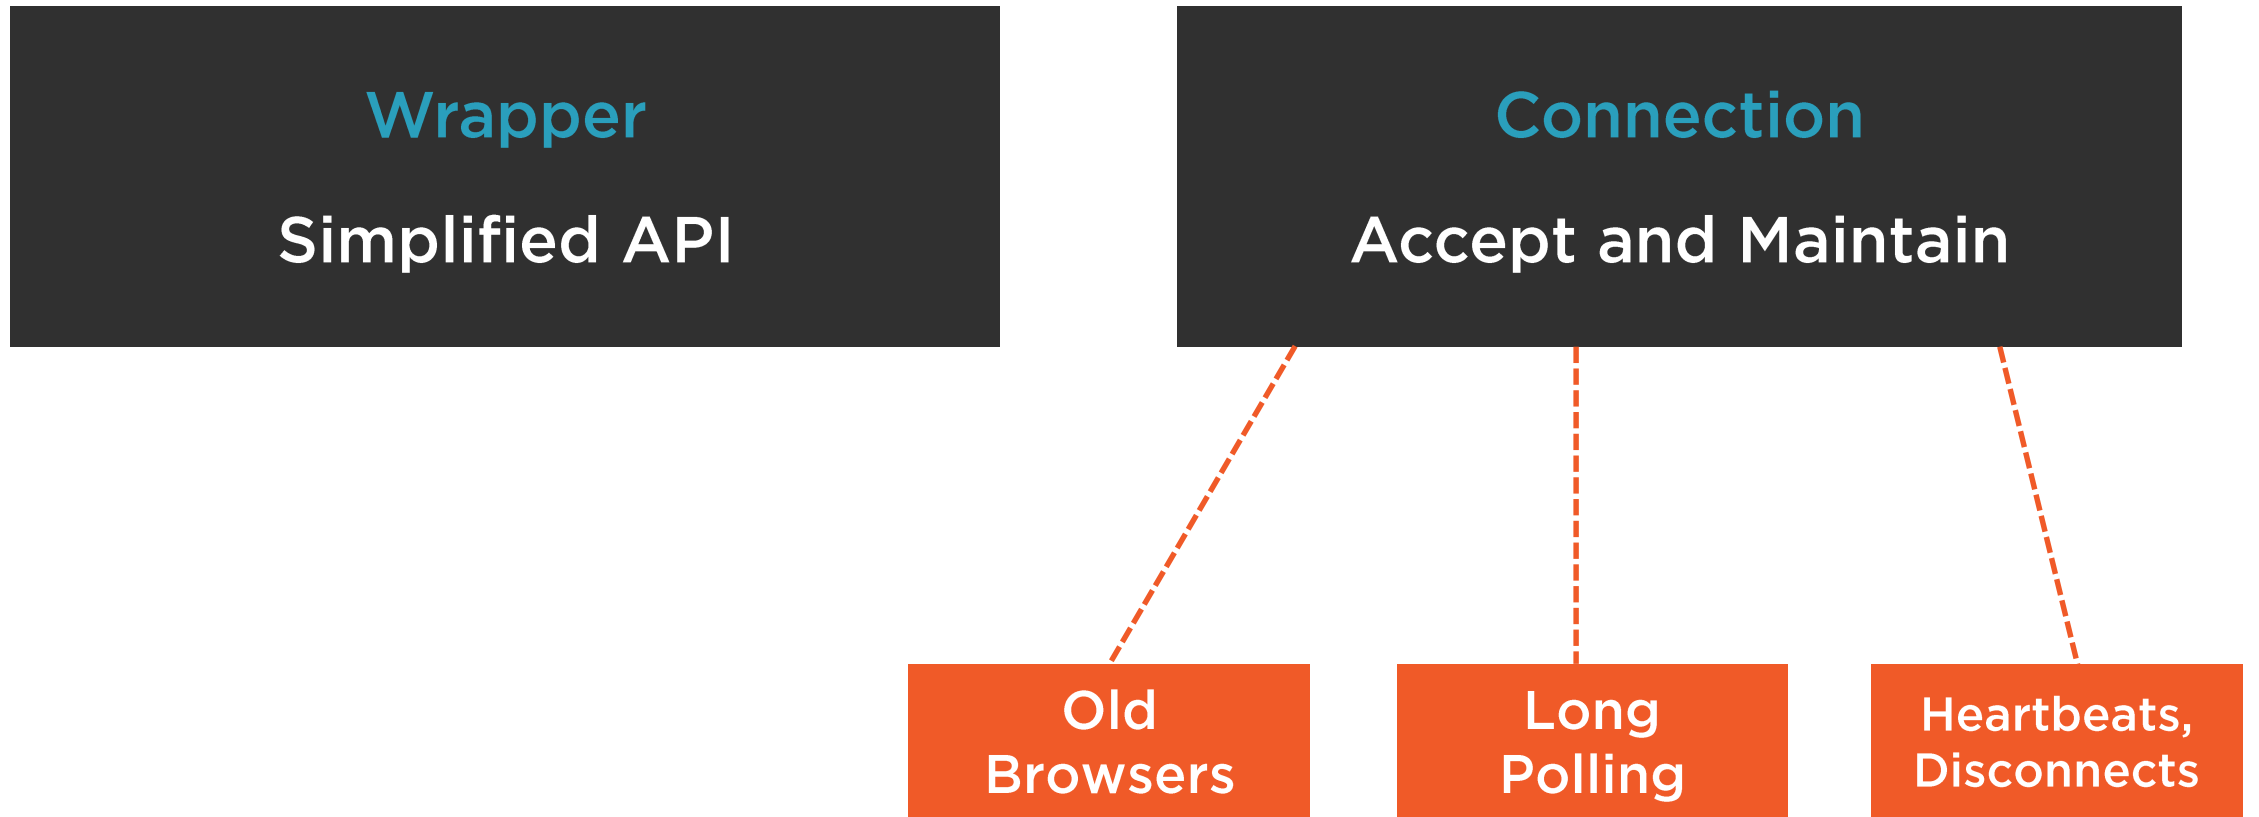 Wrapper
Simplified API
Connection
Accept and Maintain
Old
Browsers
Long
Polling
Heartbeats,
Disconnects